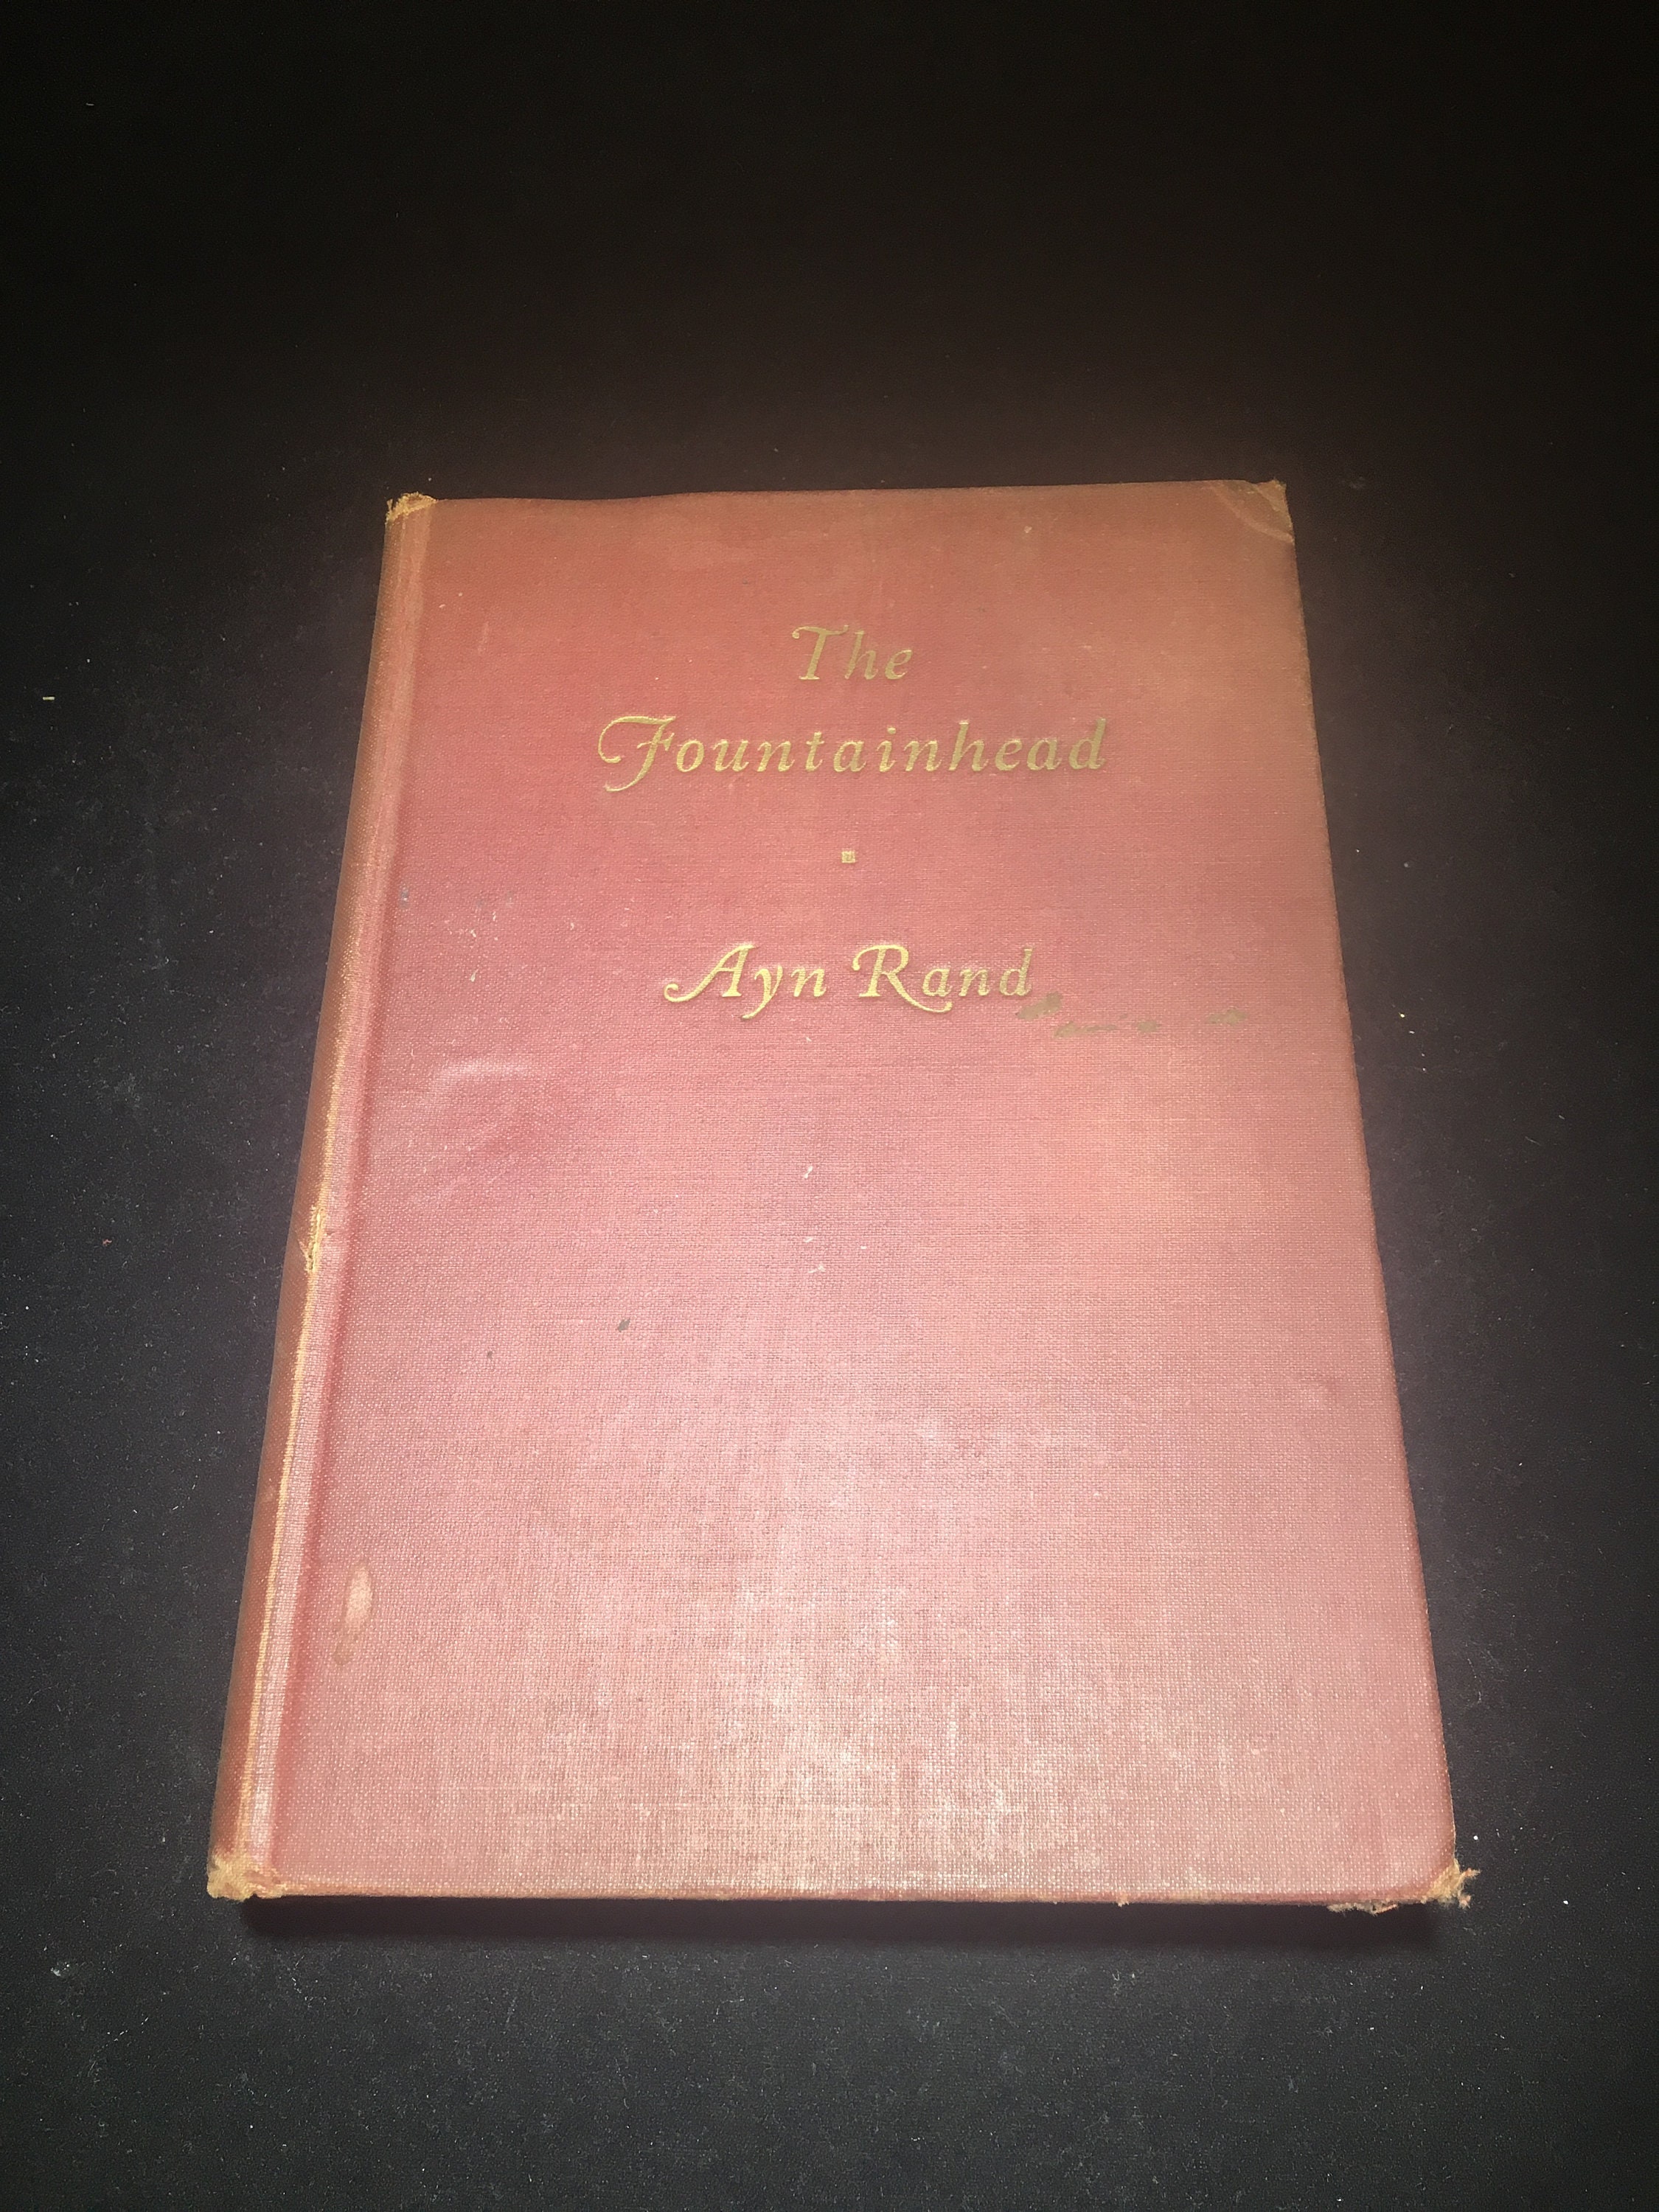 The
Fountainhead
Ayn Rand